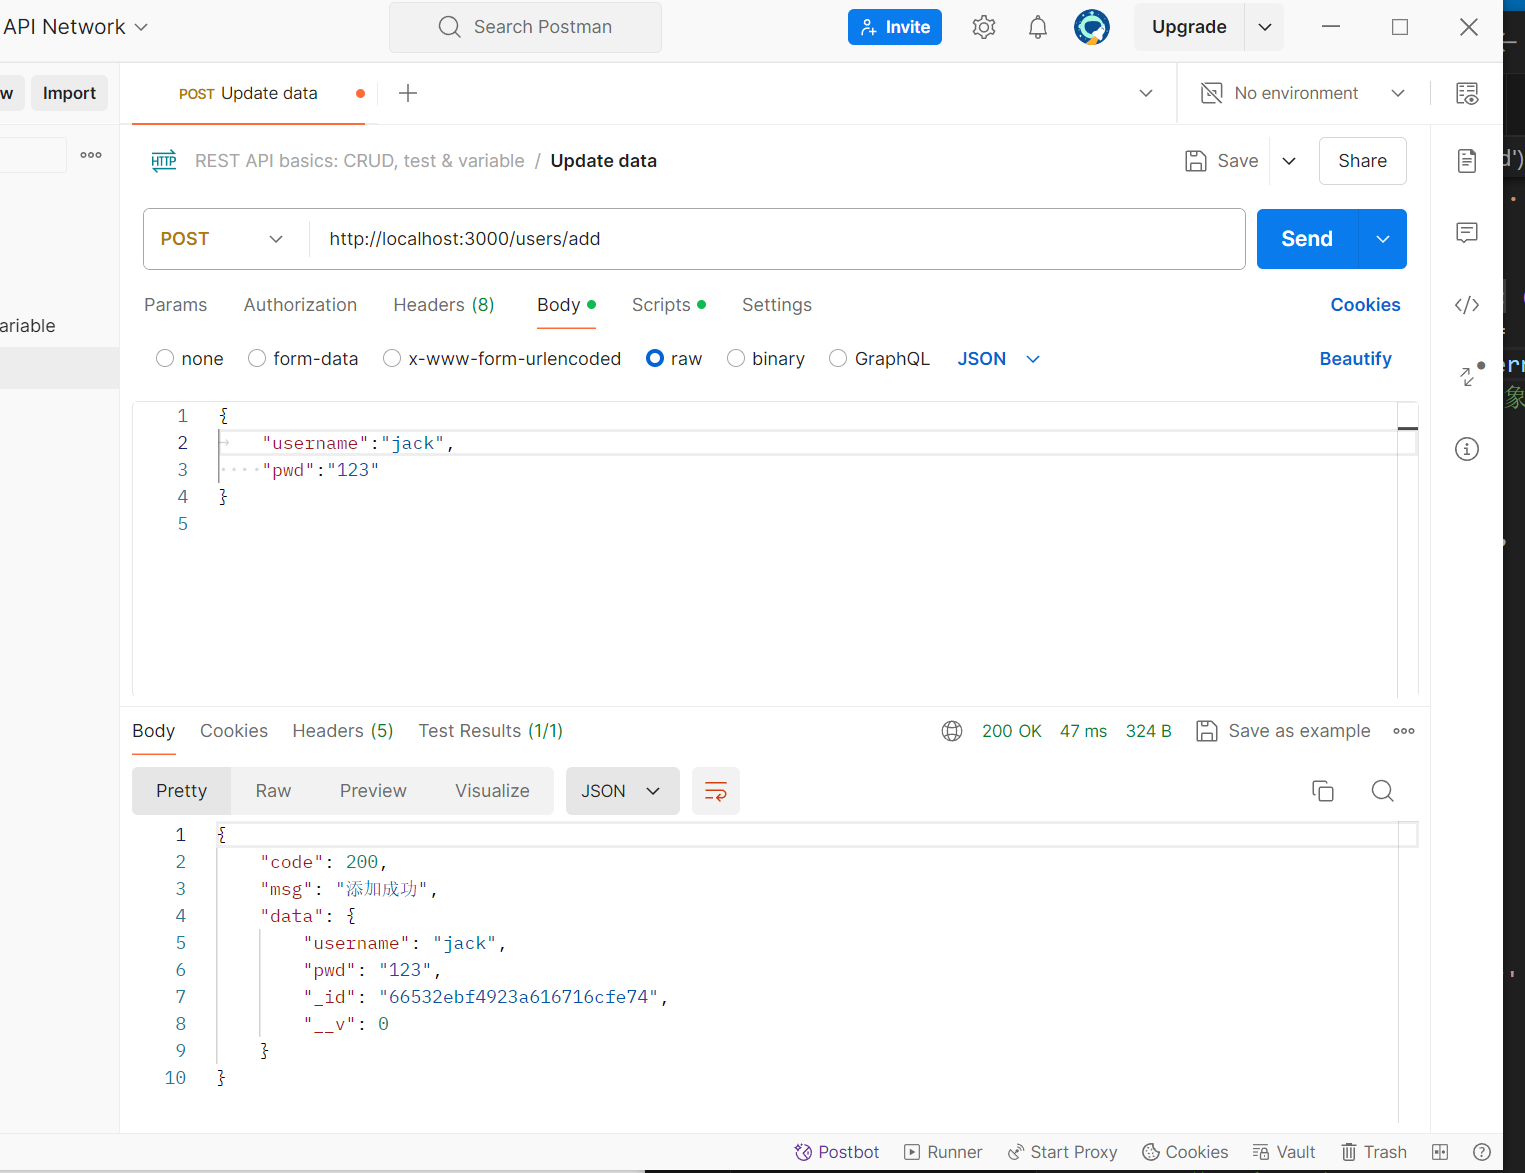 API Network
Search Postman
Invite
Upgrade
w
Import
POST Update data
No environment
HTTP
REST API basics: CRUD, test & variable / Update data
Save
Share
POST
http://localhost:3000/users/add
Send
Params
Authorization
Headers (8)
Body
Scripts
Settings
Cookies
ariable
none
form-data
x-www-form-urlencoded
raw
binary
GraphQL
JSON
Beautify
1 {
2 "username":"jack",
3 "pwd":"123"
4 }
5
Body
Cookies
Headers (5)
Test Results (1/1)
200 OK
47 ms
324 B
Save as example
Pretty
Raw
Preview
Visualize
JSON
1 {
2 "code": 200,
3 "msg": "添加成功",
4 "data": {
5 "username": "jack",
6 "pwd": "123",
7 "_id": "66532ebf4923a616716cfe74",
8 "__v": 0
9 }
10 }
Postbot
Runner
Start Proxy
Cookies
Vault
Trash
d')
err
象
'